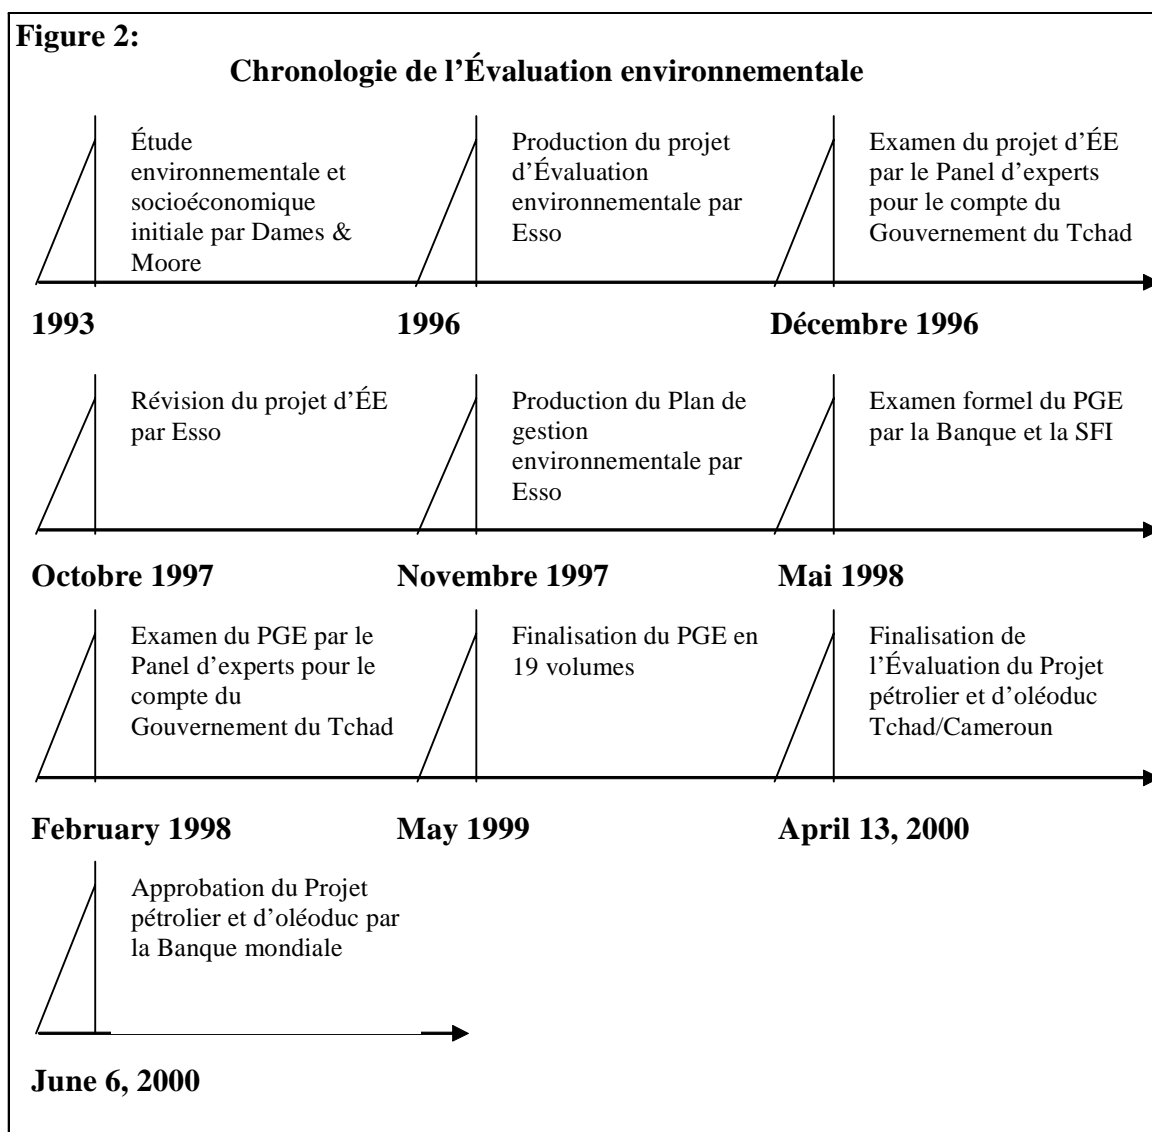 Figure 2:
Chronologie de l’Évaluation environnementale
Étude
environnementale et
socioéconomique
initiale par Dames &
Moore
Production du projet
d’Évaluation
environnementale par
Esso
Examen du projet d’ÉE
par le Panel d’experts
pour le compte du
Gouvernement du Tchad
1993
1996
Décembre 1996
Révision du projet d’ÉE
par Esso
Production du Plan de
gestion
environnementale par
Esso
Examen formel du PGE
par la Banque et la SFI
Octobre 1997
Novembre 1997
Mai 1998
Examen du PGE par le
Panel d’experts pour le
compte du
Gouvernement du Tchad
Finalisation du PGE en
19 volumes
Finalisation de
l’Évaluation du Projet
pétrolier et d’oléoduc
Tchad/Cameroun
February 1998
May 1999
April 13, 2000
Approbation du Projet
pétrolier et d’oléoduc par
la Banque mondiale
June 6, 2000